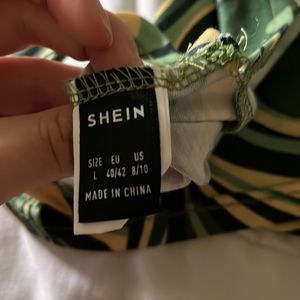 SHEIN
SIZE EU US
L 40/42 8/10
MADE IN CHINA